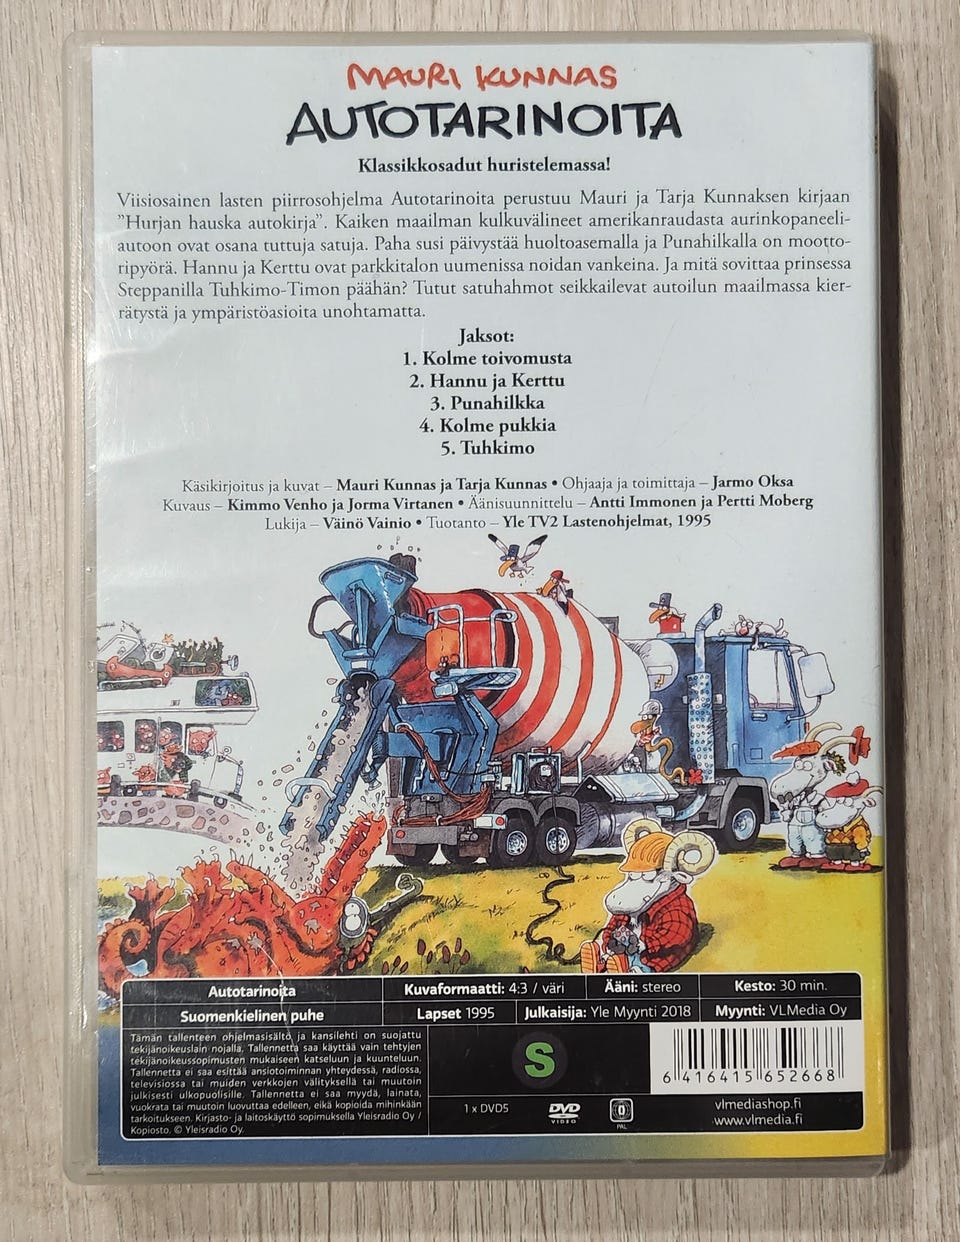 MAURI KUNNAS
AUTOTARINOITA
Klassikkosadut huristelemassa!
Viisiosainen lasten piirrosohjelma Autotarinoita perustuu Mauri ja Tarja Kunnaksen kirjaan
”Hurjan hauska autokirja”. Kaiken maailman kulkuvälineet amerikanraudasta aurinkopaneeli-
autoon ovat osana tuttuja satuja. Paha susi päivystää huoltoasemalla ja Punahilkalla on mootto-
ripyörä. Hannu ja Kerttu ovat parkkitalon uumenissa noidan vankeina. Ja mitä sovittaa prinsessa
Steppanilla Tuhkimo-Timon päähän? Tutut satuhahmot seikkailevat autoilun maailmassa kier-
rätystä ja ympäristöasioita unohtamatta.
Jaksot:
1. Kolme toivomusta
2. Hannu ja Kerttu
3. Punahilkka
4. Kolme pukkia
5. Tuhkimo
Käsikirjoitus ja kuvat – Mauri Kunnas ja Tarja Kunnas • Ohjaaja ja toimittaja – Jarmo Oksa
Kuvaus – Kimmo Venho ja Jorma Virtanen • Äänisuunnittelu – Antti Immonen ja Pertti Moberg
Lukija – Väinö Vainio • Tuotanto – Yle TV2 Lastenohjelmat, 1995
Autotarinoita
Kuvaformaatti: 4:3 / väri
Ääni: stereo
Kesto: 30 min.
Suomenkielinen puhe
Lapset 1995
Julkaisija: Yle Myynti 2018
Myynti: VLMedia Oy
Tämän tallenteen ohjelmasisältö ja kansilehti on suojattu
tekijänoikeuslain nojalla. Tallennetta saa käyttää vain tehtyjen
tekijänoikeussopimusten mukaiseen katseluun ja kuunteluun.
Tallennetta ei saa esittää ansiotoiminnan yhteydessä, radiossa,
televisiossa tai muiden verkkojen välityksellä tai muutoin
julkisesti ulkopuolisille. Tallennetta ei saa myydä, lainata,
vuokrata tai muutoin luovuttaa edelleen, eikä kopioida mihinkään
tarkoitukseen. Kirjasto- ja laitoskäyttö sopimuksella Yleisradio Oy /
Kopiosto. © Yleisradio Oy.
S
6 416415 652668
1 x DVD5
DVD
VIDEO
0
PAL
vlmediashop.fi
www.vlmedia.fi